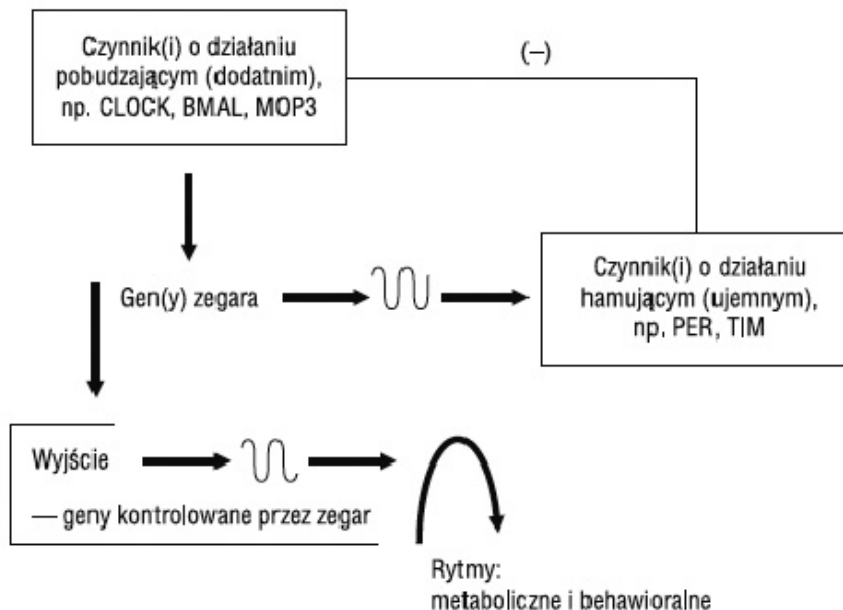 Czynnik(i) o działaniu
pobudzającym (dodatnim),
np. CLOCK, BMAL, MOP3
(–)
Gen(y) zegara
Czynnik(i) o działaniu
hamującym (ujemnym),
np. PER, TIM
Wyjście
— geny kontrolowane przez zegar
Rytmy:
metaboliczne i behawioralne